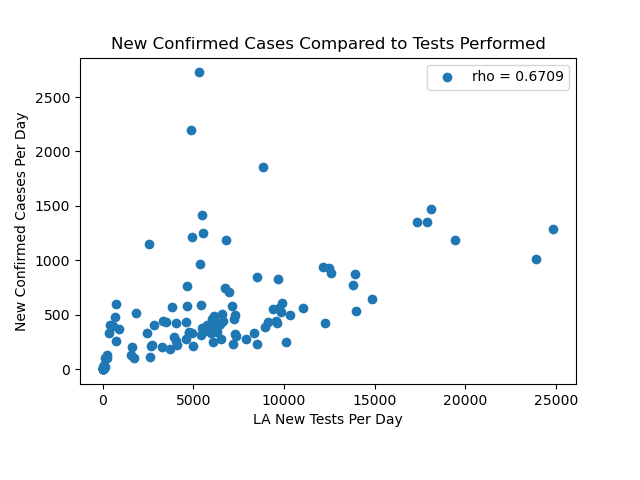 New Confirmed Cases Compared to Tests Performed
rho = 0.6709
New Confirmed Caeses Per Day
2500
2000
1500
1000
500
0
0 5000 10000 15000 20000 25000
LA New Tests Per Day